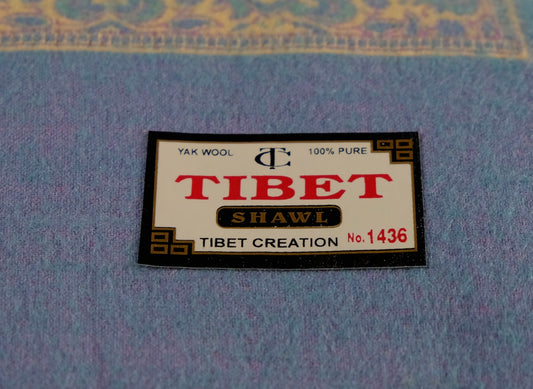 YAK WOOL TC 100% PURE
TIBET
SHAWL
TIBET CREATION No. 1436